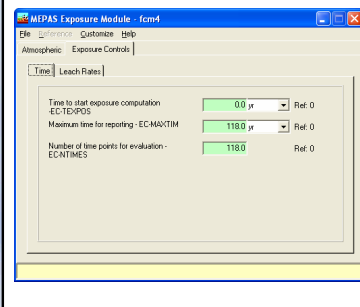 MEPAS Exposure Module - fcm4
File Reference Customize Help
Atmospheric Exposure Controls
Time Leach Rates
Time to start exposure computation
-EC-TEXPOS
0.0 yr Ref: 0
Maximum time for reporting - EC-MAXTIM 118.0 yr Ref: 0
Number of time points for evaluation -
EC-NTIMES
118.0 Ref: 0